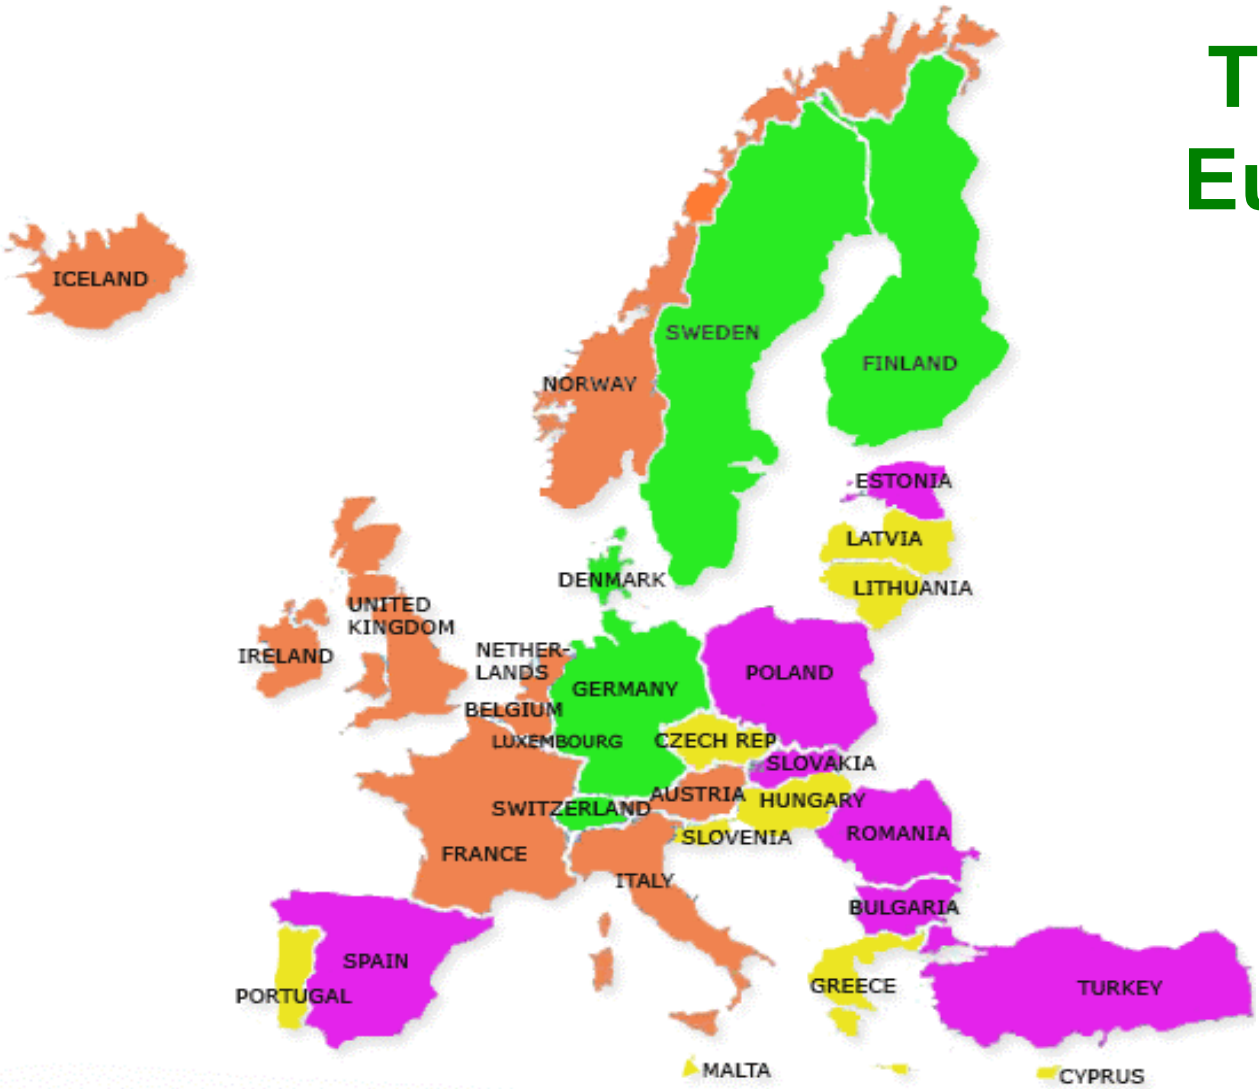 T
Eu
ICELAND
SWEDEN
FINLAND
NORWAY
ESTONIA
LATVIA
DENMARK
LITHUANIA
UNITED
KINGDOM
IRELAND
NETHER-
LANDS
POLAND
GERMANY
BELGIUM
LUXEMBOURG
CZECH REP
SLOVAKIA
AUSTRIA
HUNGARY
SWITZERLAND
ROMANIA
SLOVENIA
FRANCE
ITALY
BULGARIA
SPAIN
GREECE
TURKEY
PORTUGAL
MALTA
CYPRUS